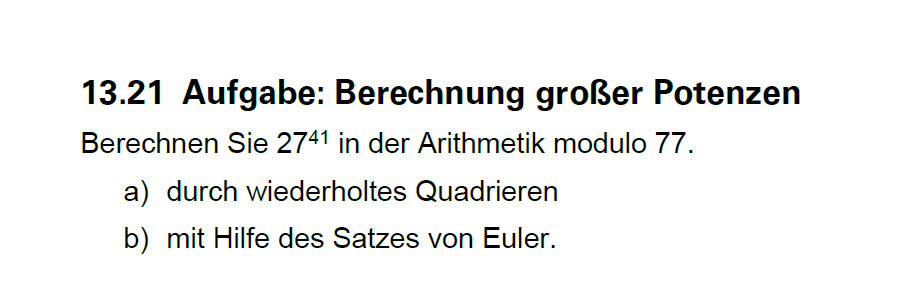 13.21 Aufgabe: Berechnung großer Potenzen
Berechnen Sie 27⁴¹ in der Arithmetik modulo 77.
a) durch wiederholtes Quadrieren
b) mit Hilfe des Satzes von Euler.